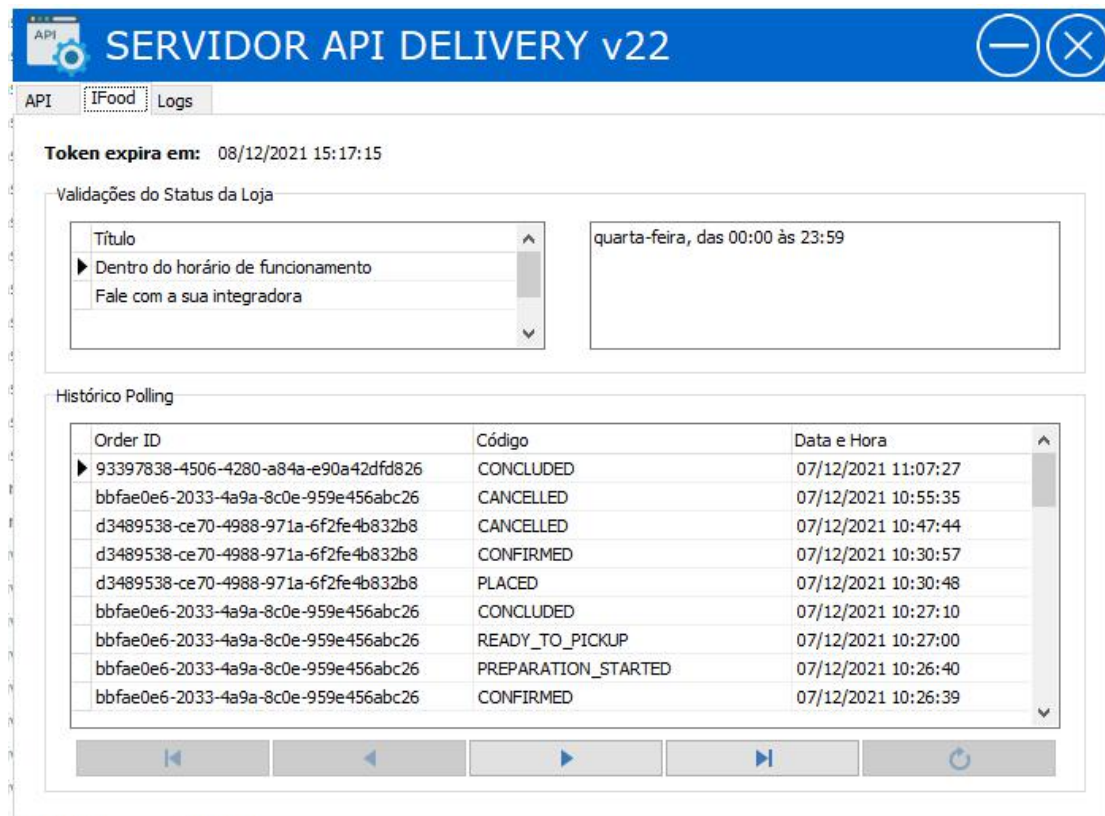 API
SERVIDOR API DELIVERY v22
API IFood Logs
Token expira em: 08/12/2021 15:17:15
Validações do Status da Loja
Título
Dentro do horário de funcionamento
Fale com a sua integradora
quarta-feira, das 00:00 às 23:59
Histórico Polling
Order ID Código Data e Hora
93397838-4506-4280-a84a-e90a42dfd826 CONCLUDED 07/12/2021 11:07:27
bbfae0e6-2033-4a9a-8c0e-959e456abc26 CANCELLED 07/12/2021 10:55:35
d3489538-ce70-4988-971a-6f2fe4b832b8 CANCELLED 07/12/2021 10:47:44
d3489538-ce70-4988-971a-6f2fe4b832b8 CONFIRMED 07/12/2021 10:30:57
d3489538-ce70-4988-971a-6f2fe4b832b8 PLACED 07/12/2021 10:30:48
bbfae0e6-2033-4a9a-8c0e-959e456abc26 CONCLUDED 07/12/2021 10:27:10
bbfae0e6-2033-4a9a-8c0e-959e456abc26 READY_TO_PICKUP 07/12/2021 10:27:00
bbfae0e6-2033-4a9a-8c0e-959e456abc26 PREPARATION_STARTED 07/12/2021 10:26:40
bbfae0e6-2033-4a9a-8c0e-959e456abc26 CONFIRMED 07/12/2021 10:26:39